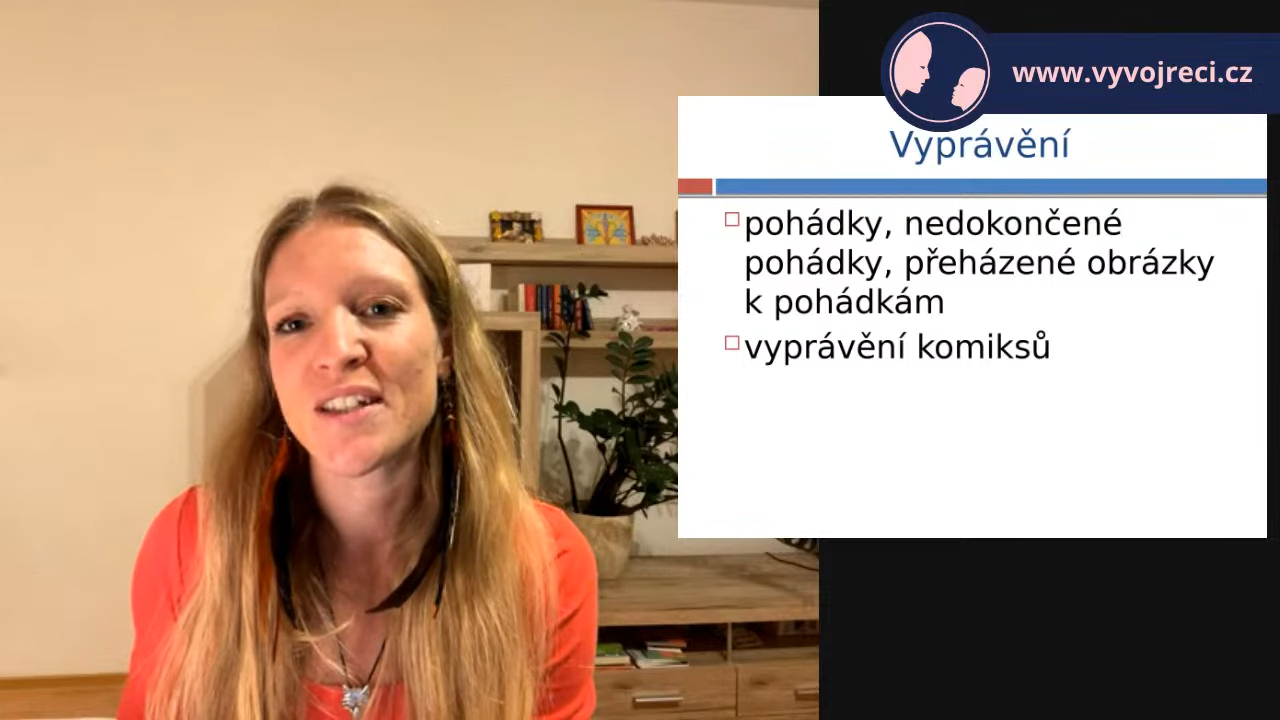 www.vyvojreci.cz
Vyprávění
pohádky, nedokončené
pohádky, přeházené obrázky
k pohádkám
vyprávění komiksů